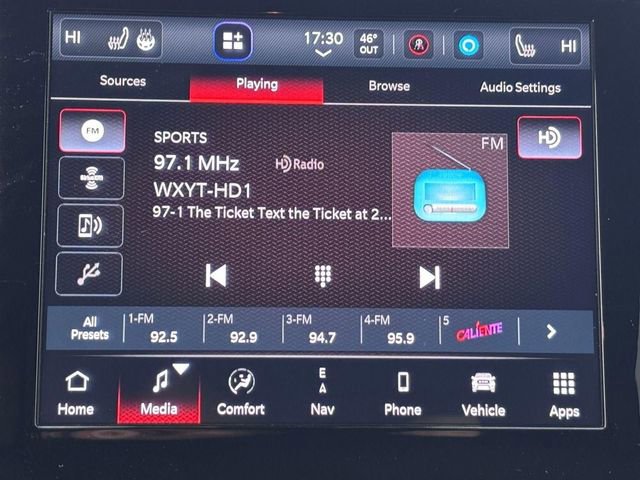 HI 17:30 46° OUT HI
Sources Playing Browse Audio Settings
FM
SPORTS
97.1 MHz HD Radio
WXYT-HD1
97-1 The Ticket Text the Ticket at 2...
FM
HD
All Presets
1-FM 92.5
2-FM 92.9
3-FM 94.7
4-FM 95.9
5 CALIENTE
E
A
Home Media Comfort Nav Phone Vehicle Apps